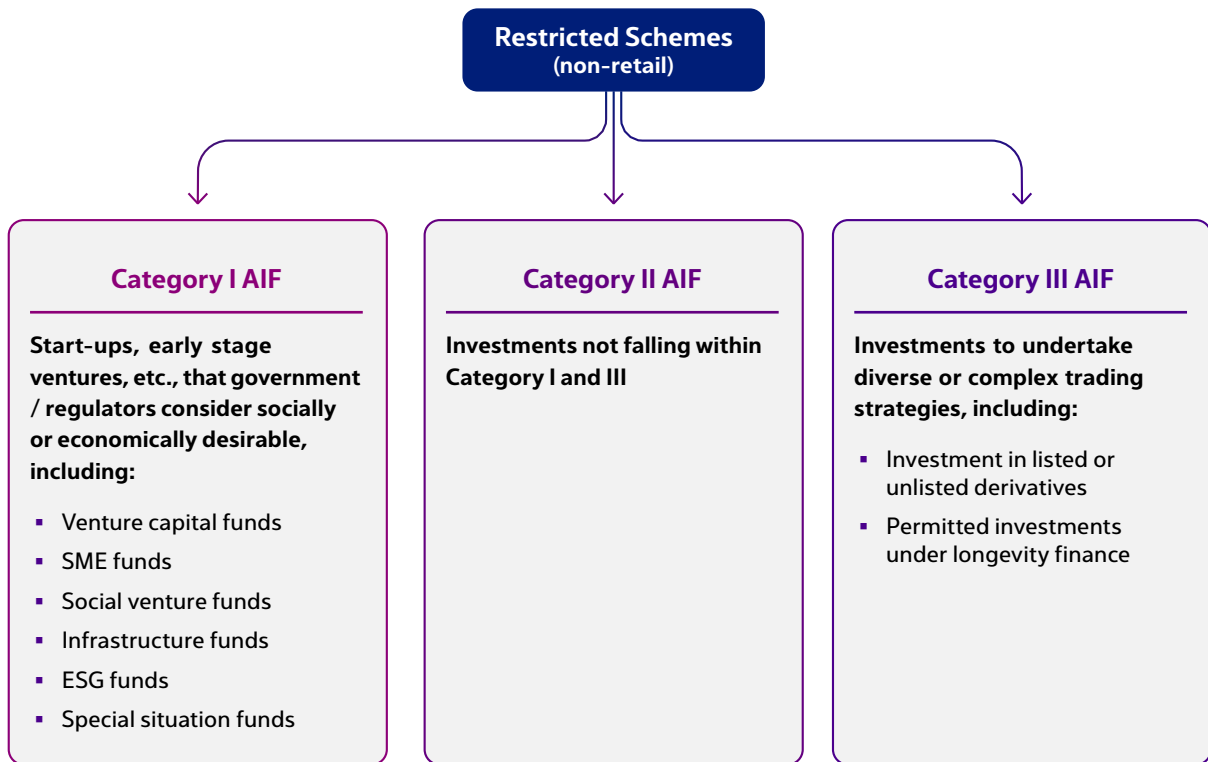 Restricted Schemes
(non-retail)
Category I AIF
Start-ups, early stage
ventures, etc., that government
/ regulators consider socially
or economically desirable,
including:
▪ Venture capital funds
▪ SME funds
▪ Social venture funds
▪ Infrastructure funds
▪ ESG funds
▪ Special situation funds
Category II AIF
Investments not falling within
Category I and III
Category III AIF
Investments to undertake
diverse or complex trading
strategies, including:
▪ Investment in listed or
unlisted derivatives
▪ Permitted investments
under longevity finance